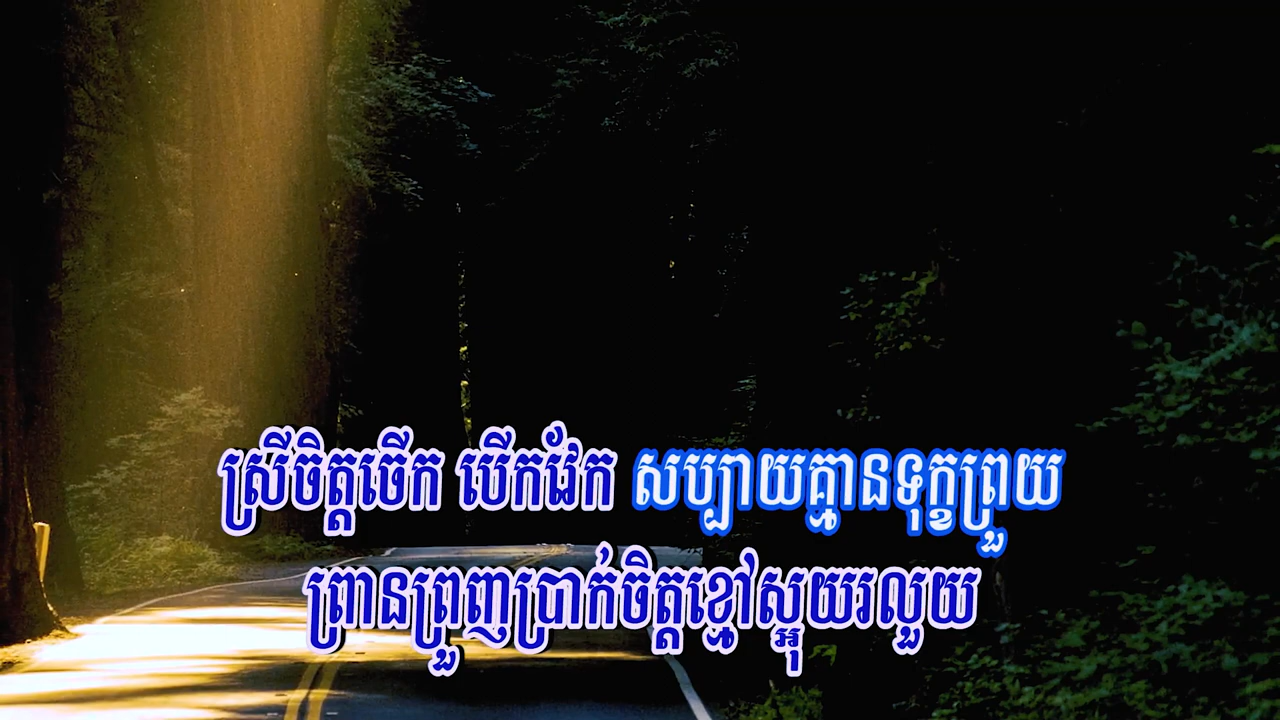 ស្រីចិត្តចើក បើកវែក សប្បាយគ្មានទុក្ខព្រួយ
ព្រានព្រួញប្រាក់ចិត្តខ្មៅស្អុយរលួយ